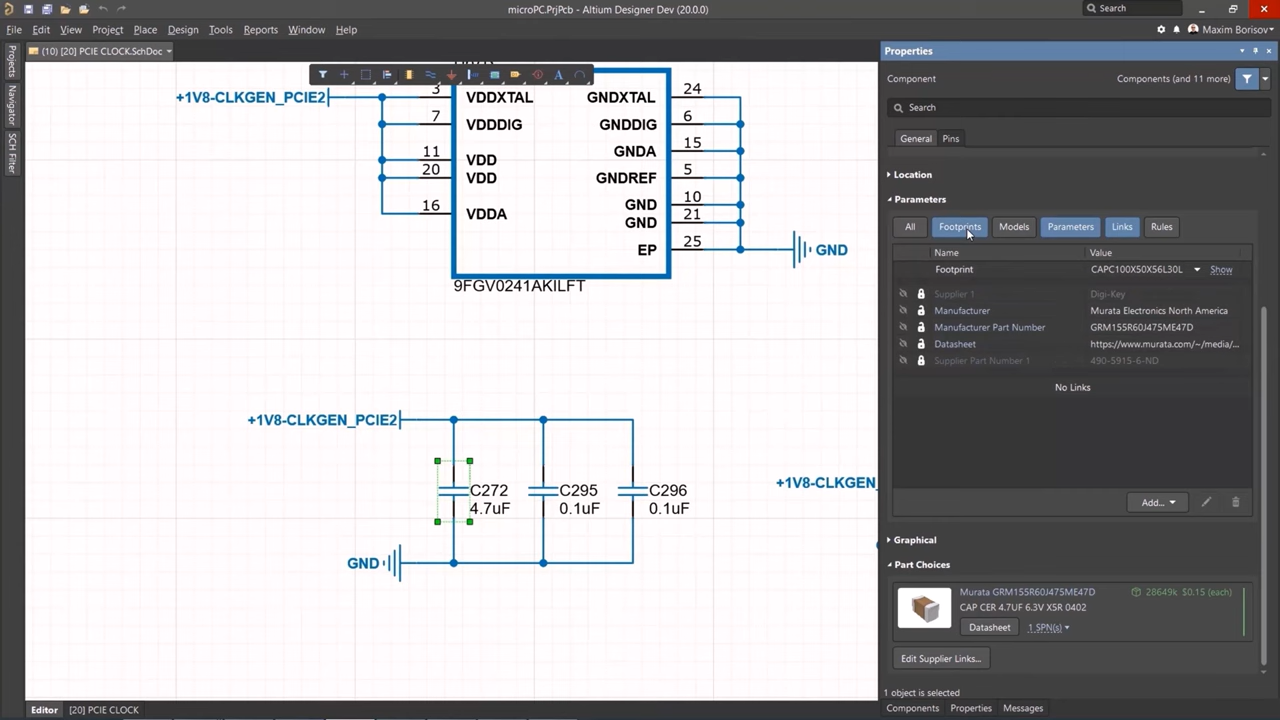 microPC.PrjPcb - Altium Designer Dev (20.0.0)
Search
File Edit View Project Place Design Tools Reports Window Help
Maxim Borisov
Projects
Navigator
SCH Filter
(10) [20] PCIE CLOCK.SchDoc
+1V8-CLKGEN_PCIE2
3 VDDXTAL GNDXTAL 24
7 VDDDIG GNDDIG 6
11 VDD GNDA 15
20 VDD GNDREF 5
GND 10
16 VDDA GND 21
EP 25
GND
9FGV0241AKILFT
+1V8-CLKGEN_PCIE2
C272 C295 C296
4.7uF 0.1uF 0.1uF
GND
+1V8-CLKGEN_
Properties
Component Components (and 11 more)
Search
General Pins
Location
Parameters
All Footprints Models Parameters Links Rules
Name Value
Footprint CAPC100X50X56L30L Show
Supplier 1 Digi-Key
Manufacturer Murata Electronics North America
Manufacturer Part Number GRM155R60J475ME47D
Datasheet https://www.murata.com/~/media/...
Supplier Part Number 1 490-5915-6-ND
No Links
Add...
Graphical
Part Choices
Murata GRM155R60J475ME47D 28649k $0.15 (each)
CAP CER 4.7UF 6.3V X5R 0402
Datasheet 1 SPN(s)
Edit Supplier Links...
1 object is selected
Editor [20] PCIE CLOCK
Components Properties Messages